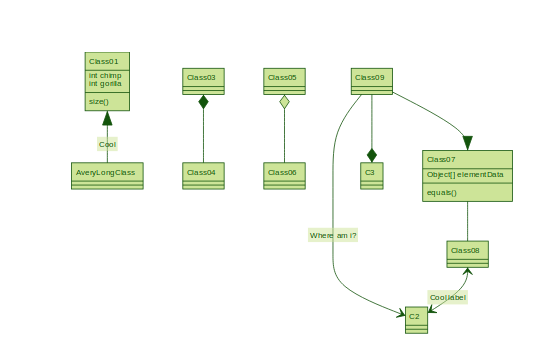 Class01
int chimp
int gorilla
size()
Cool
AveryLongClass
Class03
Class04
Class05
Class06
Class09
C3
Class07
Object[] elementData
equals()
Where am i?
Class08
Cool label
C2